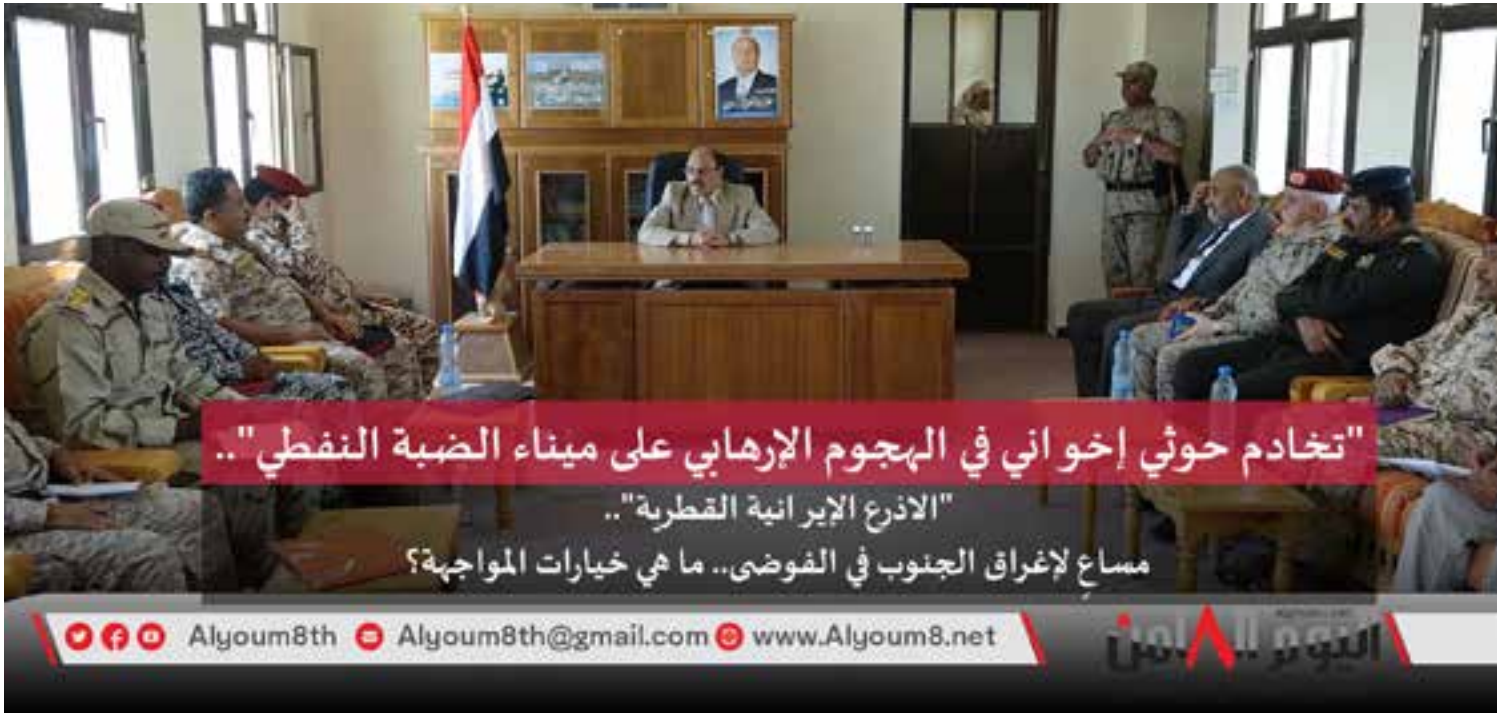 "تخادم حوثي إخواني في الهجوم الإرهابي على ميناء الضبة النفطي"..
"الاذرع الإيرانية القطرية"..
مساعٍ لإغراق الجنوب في الفوضى.. ما هي خيارات المواجهة؟
Alyoum8th Alyoum8th@gmail.com www.Alyoum8.net
اليوم الثامن